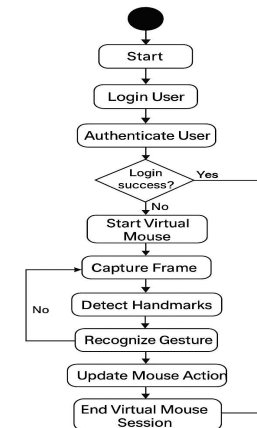 Start
Login User
Authenticate User
Login
success?
Yes
No
Start Virtual
Mouse
Capture Frame
Detect Handmarks
No
Recognize Gesture
Update Mouse Action
End Virtual Mouse
Session